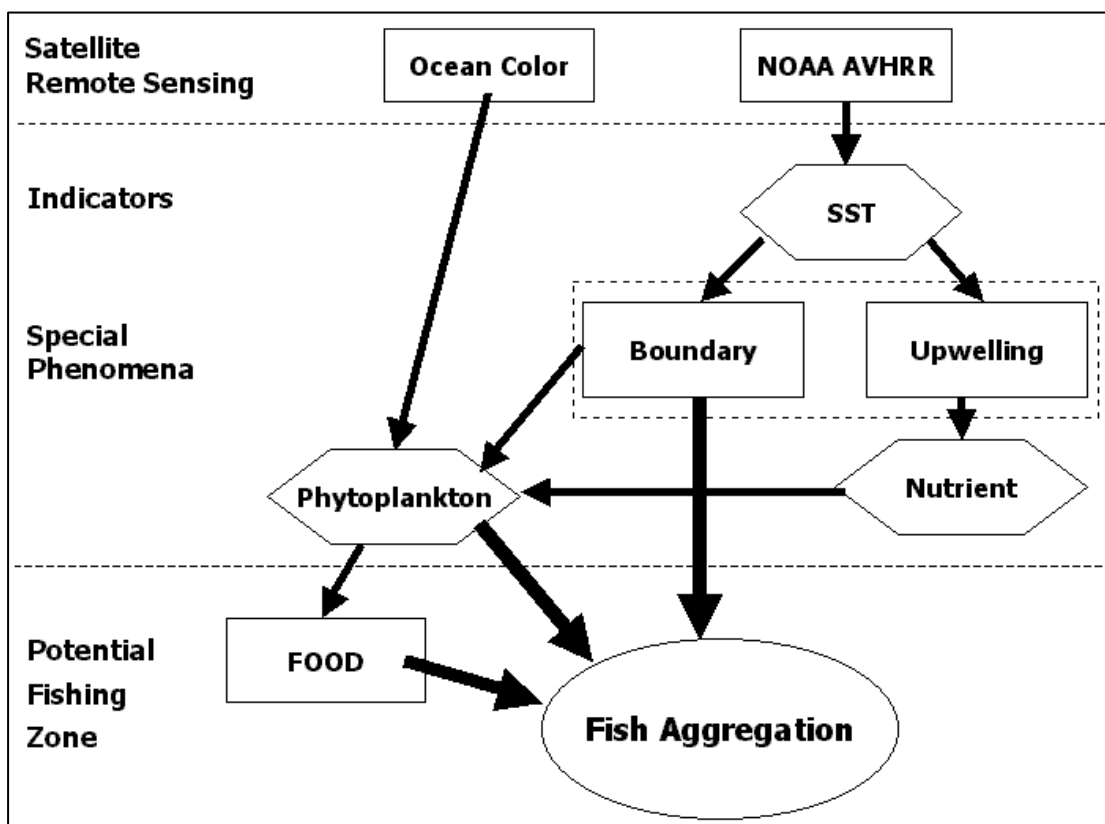 Satellite
Remote Sensing
Ocean Color
NOAA AVHRR
Indicators
SST
Special
Phenomena
Boundary
Upwelling
Phytoplankton
Nutrient
Potential
Fishing
Zone
FOOD
Fish Aggregation